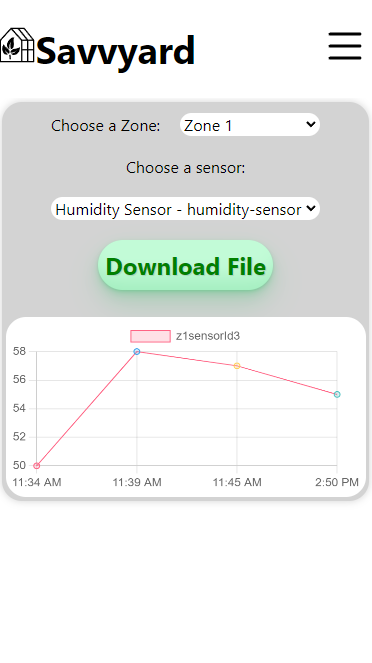 Savvyard
Choose a Zone: Zone 1
Choose a sensor:
Humidity Sensor - humidity-sensor
Download File
z1sensorId3
58
56
54
52
50
11:34 AM 11:39 AM 11:45 AM 2:50 PM